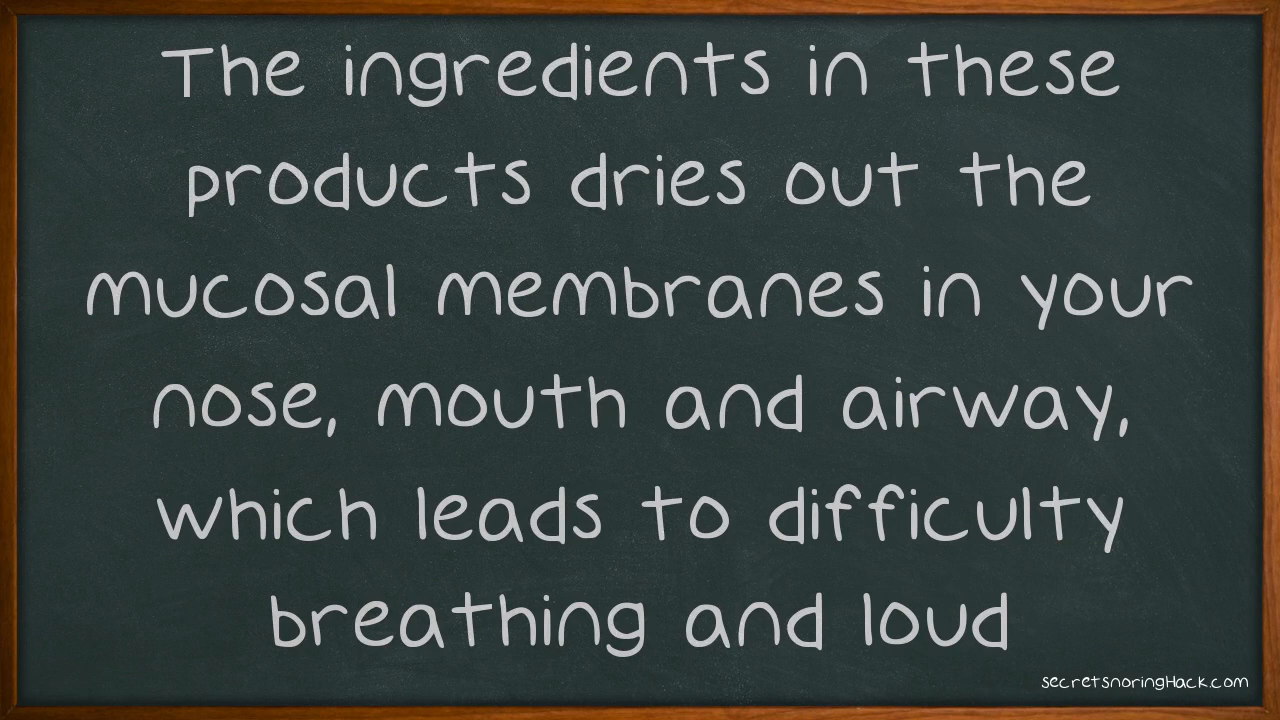 The ingredients in these
products dries out the
mucosal membranes in your
nose, mouth and airway,
which leads to difficulty
breathing and loud
secretsnoringHack.com